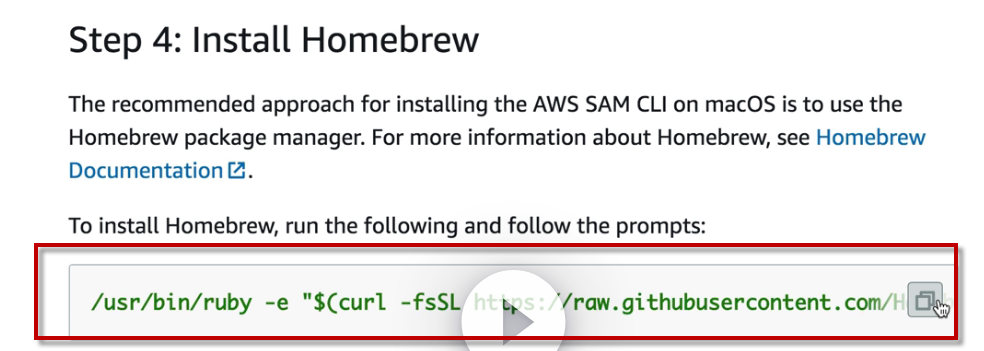 Step 4: Install Homebrew
The recommended approach for installing the AWS SAM CLI on macOS is to use the
Homebrew package manager. For more information about Homebrew, see Homebrew
Documentation.
To install Homebrew, run the following and follow the prompts:
/usr/bin/ruby -e "$(curl -fsSL https://raw.githubusercontent.com/H